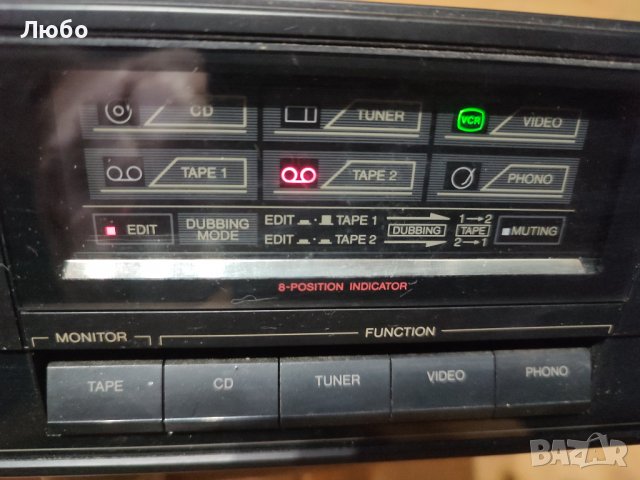 Любо
CD TUNER VCR VIDEO
TAPE 1 TAPE 2 PHONO
EDIT DUBBING MODE EDIT TAPE 1 DUBBING 1→2 TAPE MUTING
EDIT TAPE 2 2→1
8-POSITION INDICATOR
MONITOR FUNCTION
TAPE CD TUNER VIDEO PHONO
BAZAR